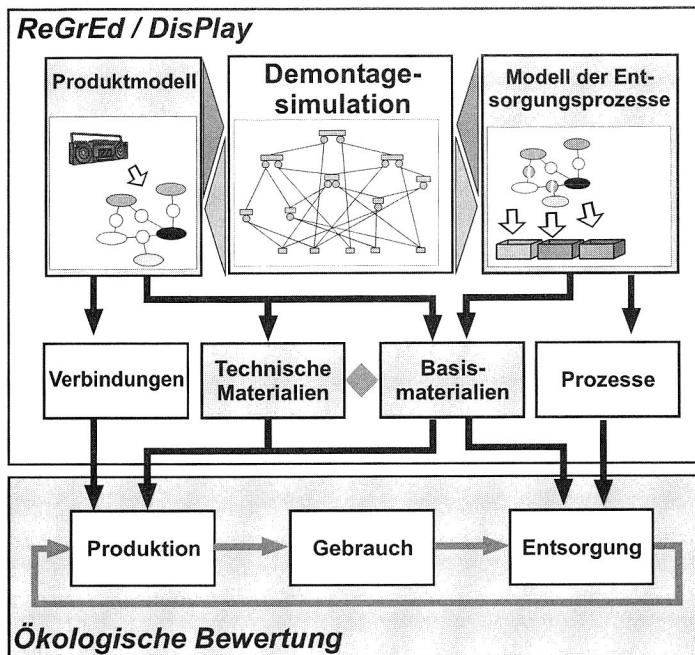 ReGrEd / DisPlay
Produktmodell
Demontage-
simulation
Modell der Ent-
sorgungsprozesse
Verbindungen
Technische
Materialien
Basis-
materialien
Prozesse
Produktion
Gebrauch
Entsorgung
Ökologische Bewertung